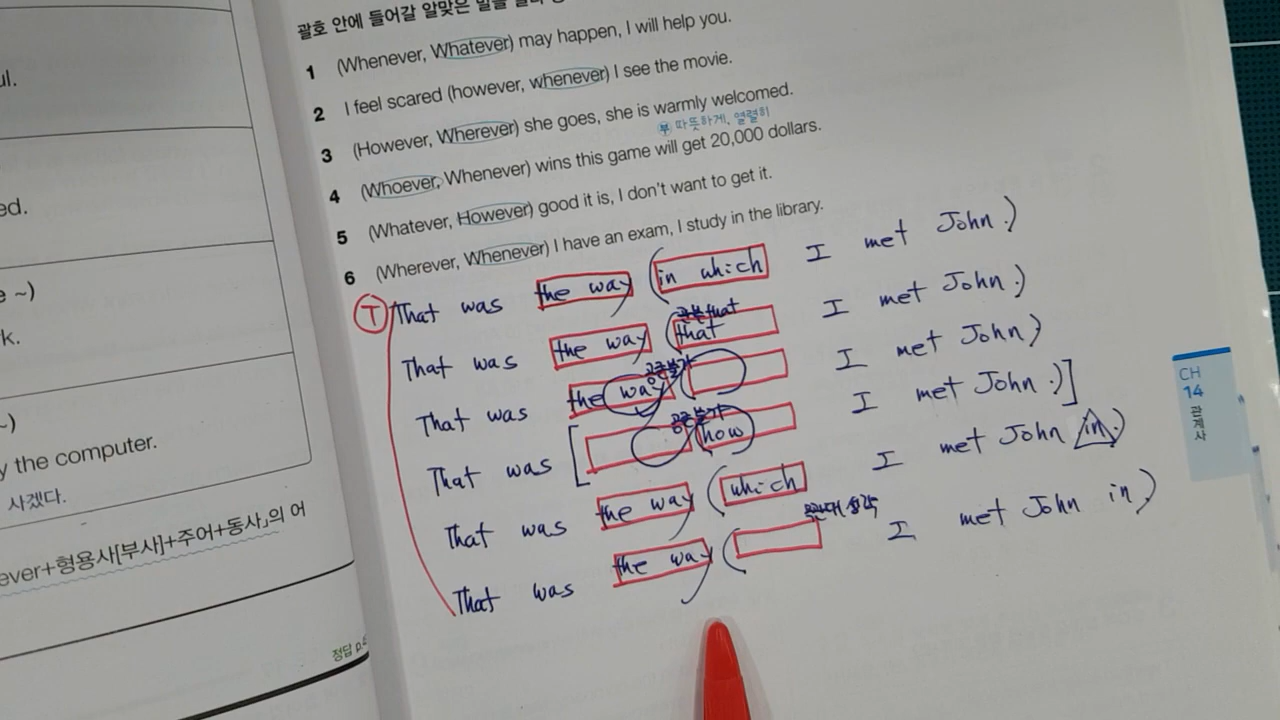 ul.
ed.
e ~)
k.
~)
y the computer.
사겠다.
ever+형용사[부사]+주어+동사」의 어
정답 p.
괄호 안에 들어갈 알맞은 말을
1 (Whenever, Whatever) may happen, I will help you.
2 I feel scared (however, whenever) I see the movie.
3 (However, Wherever) she goes, she is warmly welcomed.
부 따뜻하게, 열렬히
4 (Whoever, Whenever) wins this game will get 20,000 dollars.
5 (Whatever, However) good it is, I don't want to get it.
6 (Wherever, Whenever) I have an exam, I study in the library.
T That was the way (in which I met John.)
that
That was the way (that I met John.)
That was the way ( I met John.)
That was [ how I met John.)]
That was the way (which I met John in.)
That was the way ( I met John in)
CH
14
관계사